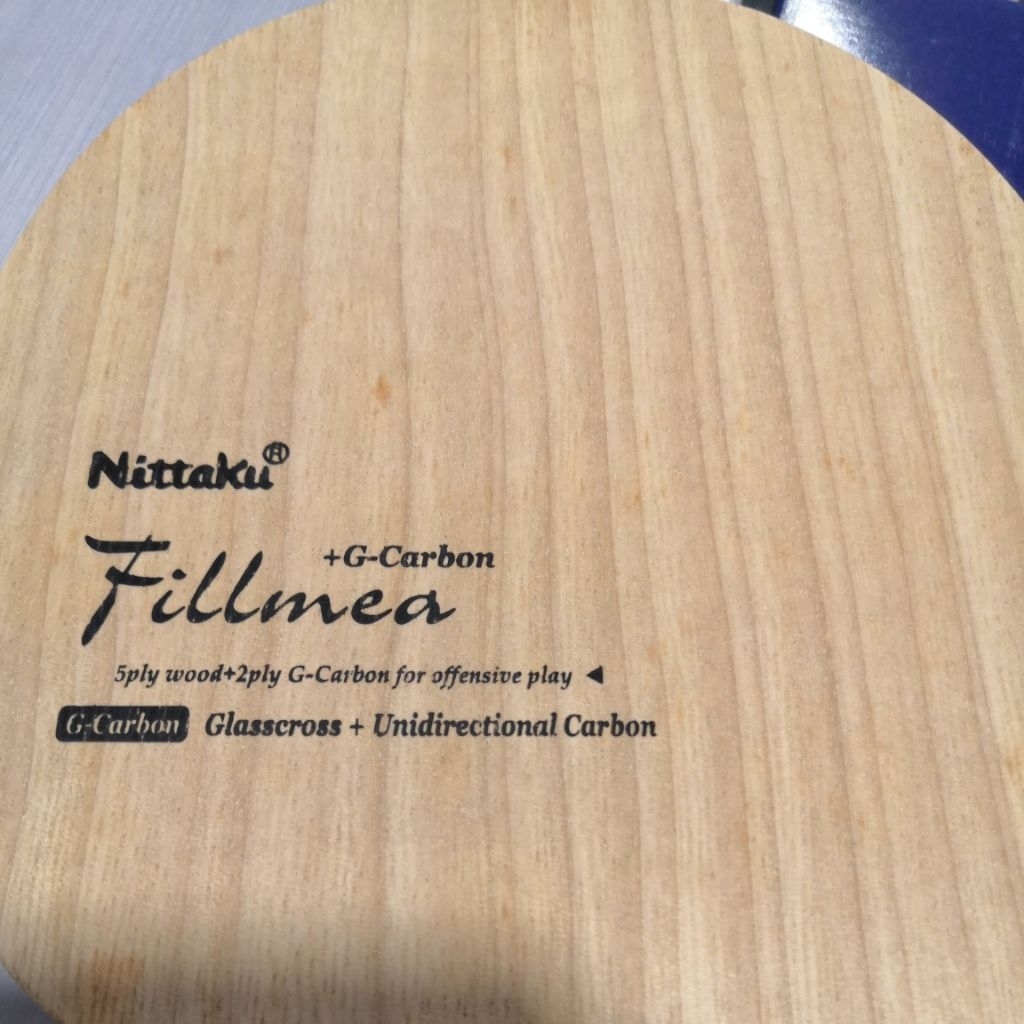 Nittaku®
+G-Carbon
Fillmea
5ply wood+2ply G-Carbon for offensive play ◀
G-Carbon Glasscross + Unidirectional Carbon